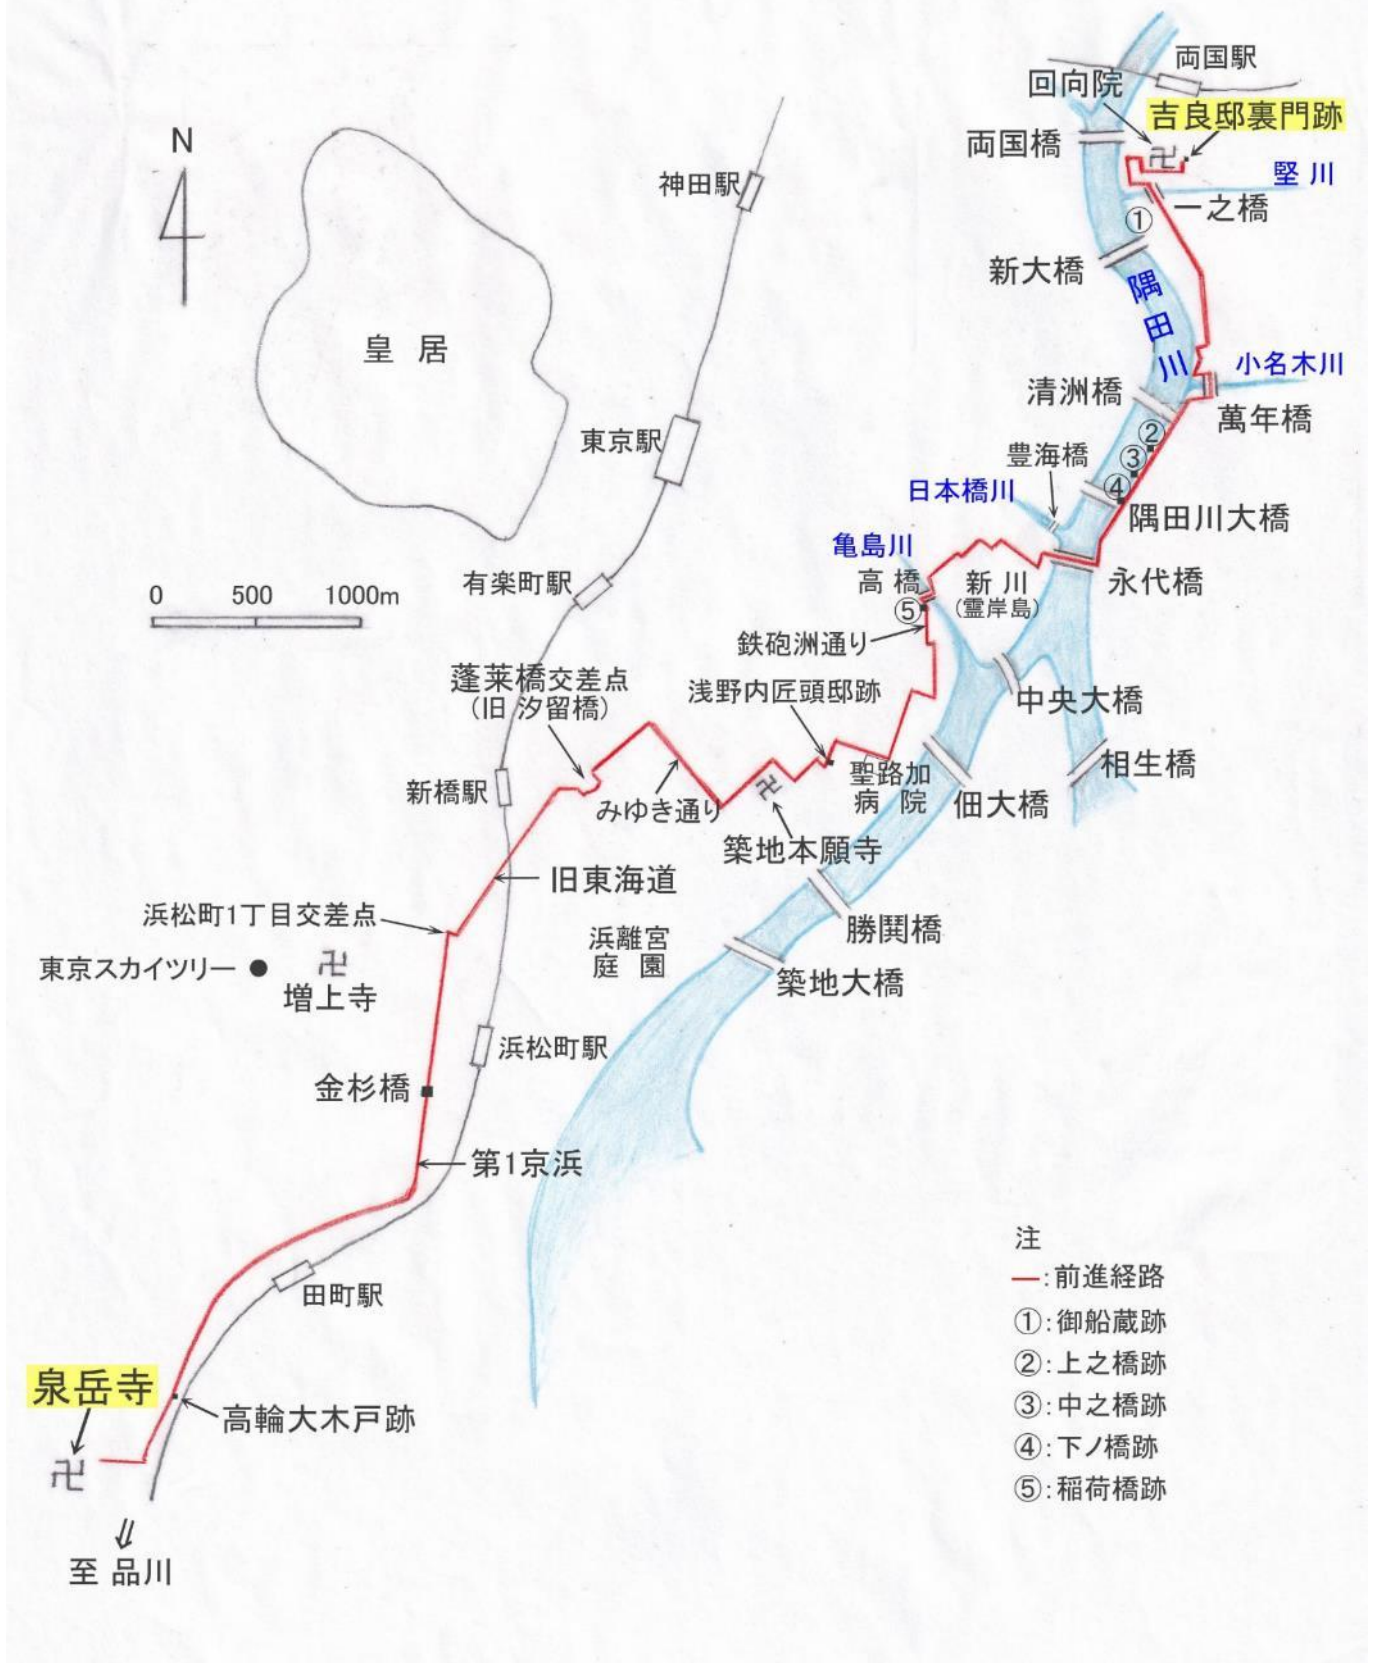 両国駅
回向院
吉良邸裏門跡
N
両国橋
神田駅
堅川
一之橋
①
新大橋
隅田川
皇居
小名木川
清洲橋
萬年橋
東京駅
②
豊海橋
③
日本橋川
④
隅田川大橋
亀島川
有楽町駅
高橋
新川
(霊岸島)
永代橋
0 500 1000m
⑤
鉄砲洲通り
蓬莱橋交差点
(旧 汐留橋)
浅野内匠頭邸跡
中央大橋
相生橋
新橋駅
みゆき通り
聖路加
病院
佃大橋
築地本願寺
旧東海道
浜松町1丁目交差点
浜離宮
庭園
勝鬨橋
東京スカイツリー
卍
増上寺
築地大橋
浜松町駅
金杉橋
第1京浜
注
:前進経路
①:御船蔵跡
②:上之橋跡
③:中之橋跡
④:下ノ橋跡
⑤:稲荷橋跡
田町駅
泉岳寺
高輪大木戸跡
卍
至 品川